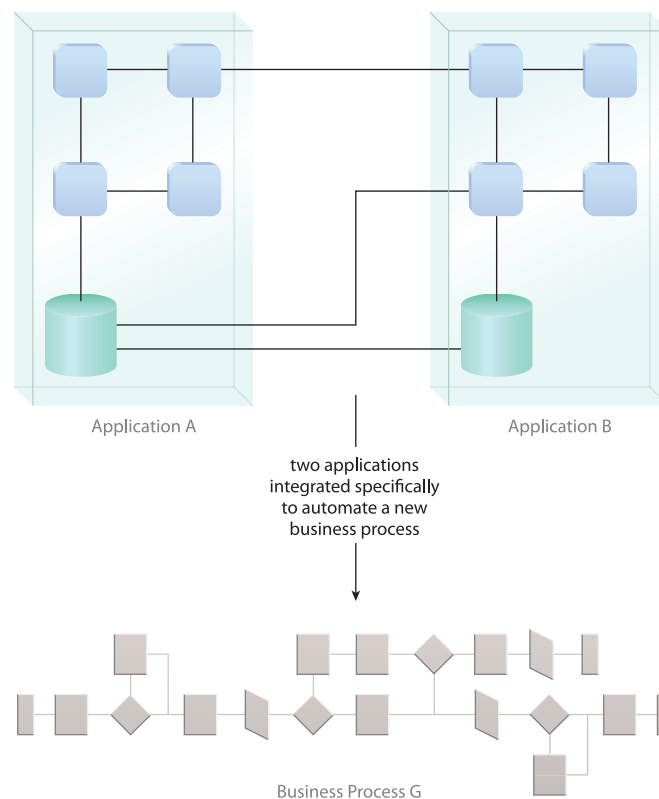 Application A
Application B
two applications
integrated specifically
to automate a new
business process
Business Process G